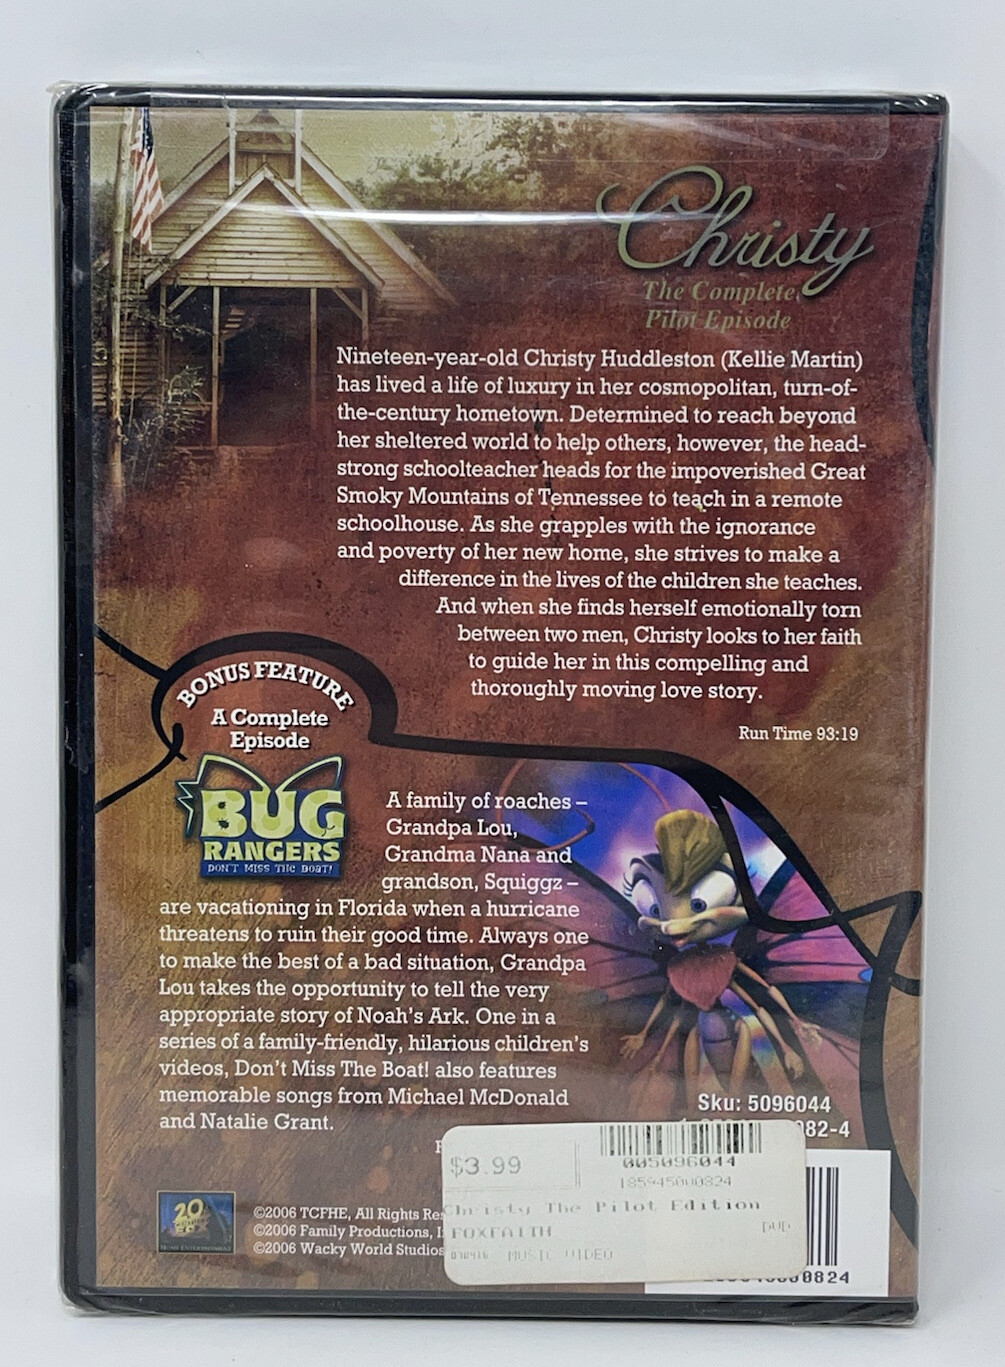 Christy
The Complete
Pilot Episode
Nineteen-year-old Christy Huddleston (Kellie Martin)
has lived a life of luxury in her cosmopolitan, turn-of-
the-century hometown. Determined to reach beyond
her sheltered world to help others, however, the head-
strong schoolteacher heads for the impoverished Great
Smoky Mountains of Tennessee to teach in a remote
schoolhouse. As she grapples with the ignorance
and poverty of her new home, she strives to make a
difference in the lives of the children she teaches.
And when she finds herself emotionally torn
between two men, Christy looks to her faith
to guide her in this compelling and
thoroughly moving love story.
Run Time 93:19
BONUS FEATURE
A Complete
Episode
BUG
RANGERS
DON'T MISS THE BOAT!
A family of roaches –
Grandpa Lou,
Grandma Nana and
grandson, Squiggz –
are vacationing in Florida when a hurricane
threatens to ruin their good time. Always one
to make the best of a bad situation, Grandpa
Lou takes the opportunity to tell the very
appropriate story of Noah's Ark. One in a
series of a family-friendly, hilarious children's
videos, Don't Miss The Boat! also features
memorable songs from Michael McDonald
and Natalie Grant.
Sku: 5096044
82-4
$3.99
005096044
185945000824
Christy The Pilot Edition
FOXFAITH
DVD
MUSIC VIDEO
20
HOME ENTERTAINMENT
©2006 TCFHE, All Rights
©2006 Family Productions,
©2006 Wacky World Studios
0824